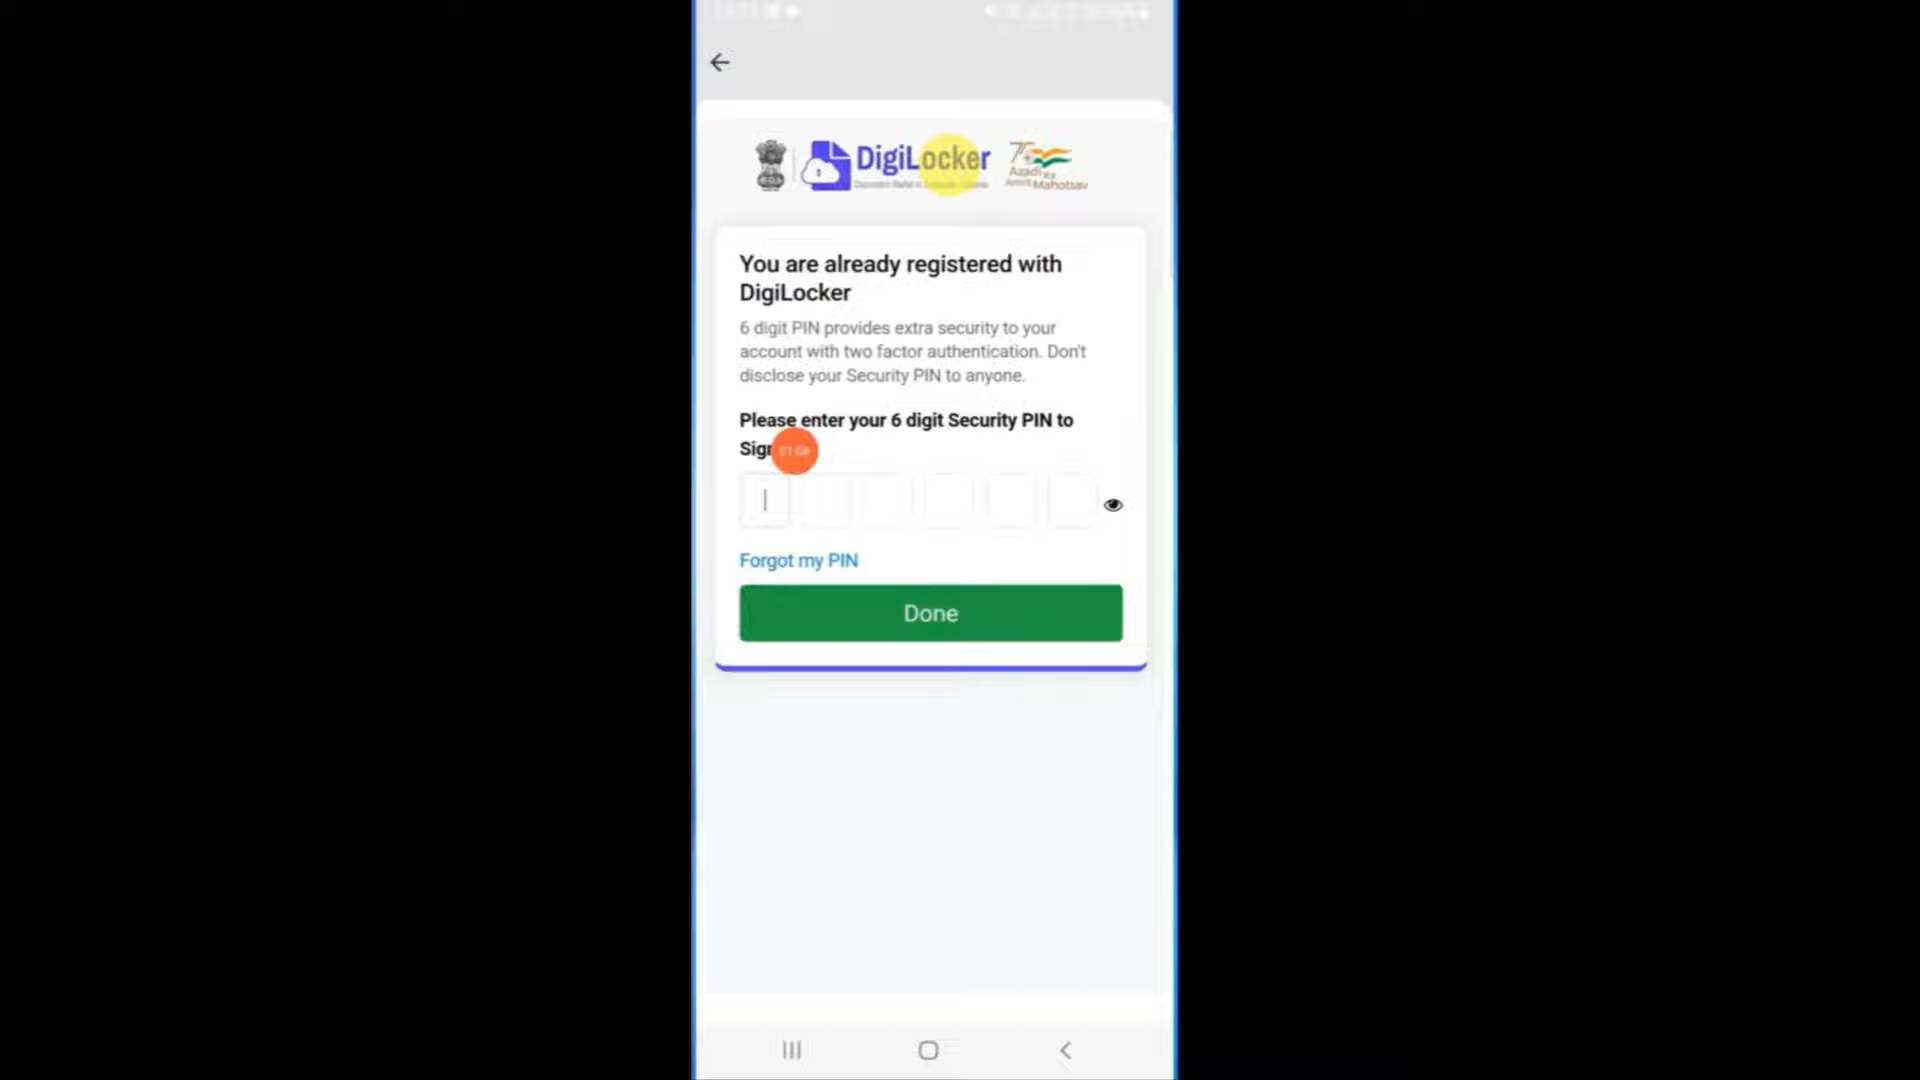 DigiLocker
Azadi Ka
Amrit Mahotsav
You are already registered with
DigiLocker
6 digit PIN provides extra security to your
account with two factor authentication. Don't
disclose your Security PIN to anyone.
Please enter your 6 digit Security PIN to
Sign
01:08
Forgot my PIN
Done